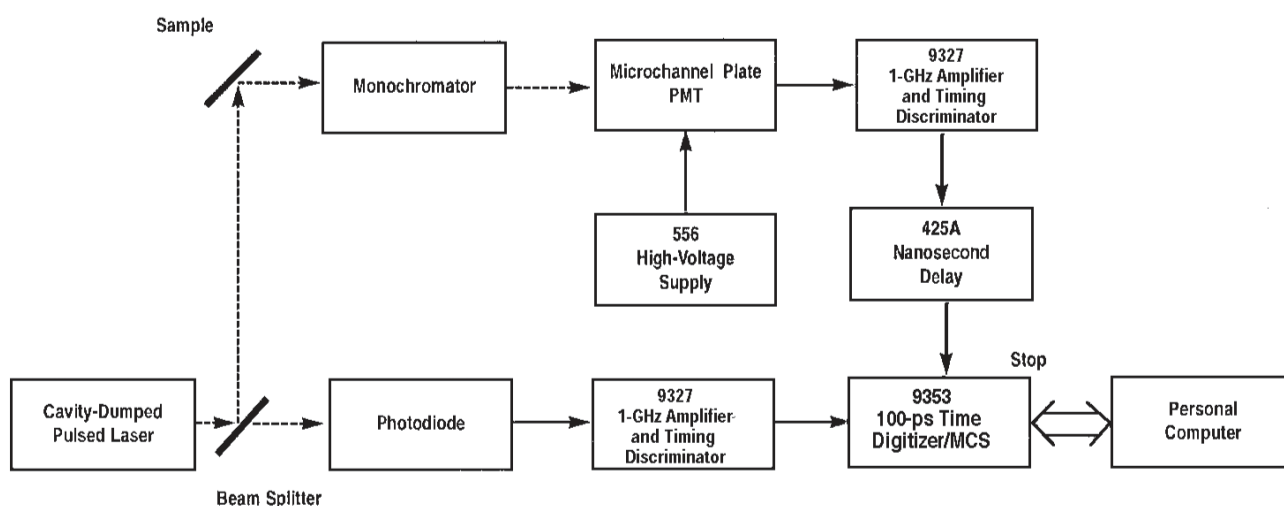 Sample
Monochromator
Microchannel Plate
PMT
9327
1-GHz Amplifier
and Timing
Discriminator
556
High-Voltage
Supply
425A
Nanosecond
Delay
Stop
Cavity-Dumped
Pulsed Laser
Photodiode
9327
1-GHz Amplifier
and Timing
Discriminator
9353
100-ps Time
Digitizer/MCS
Personal
Computer
Beam Splitter